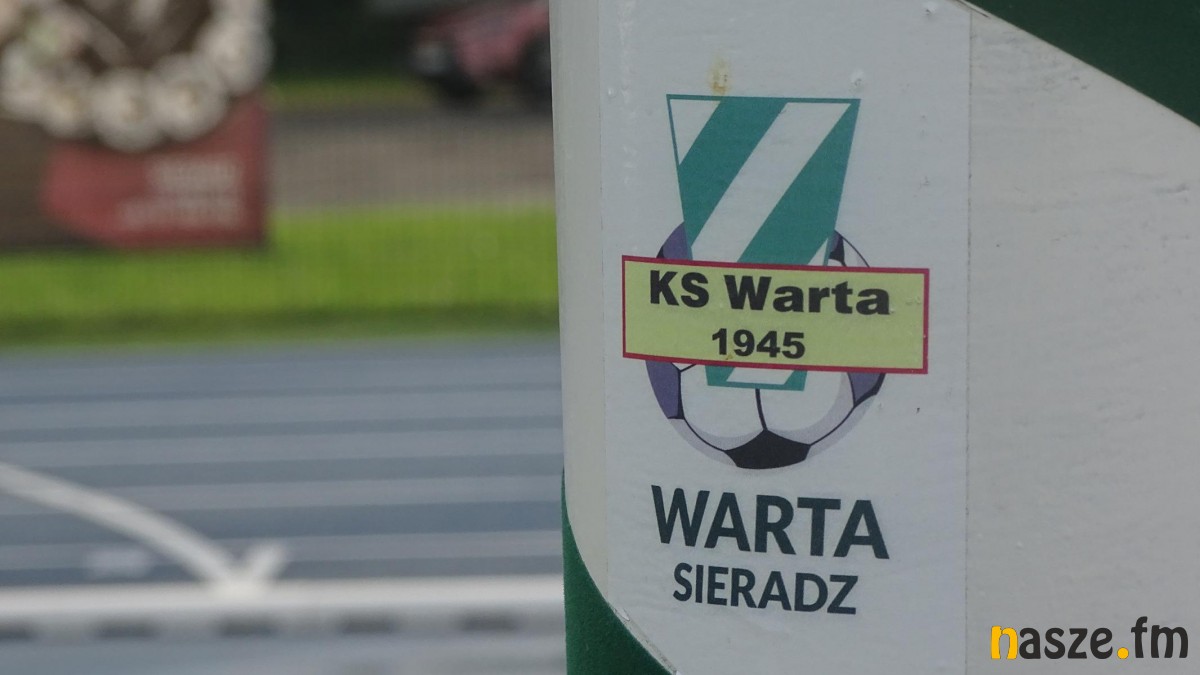 KS Warta
1945
WARTA
SIERADZ
nasze.fm